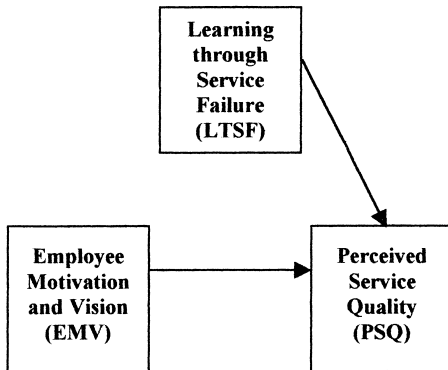 Learning
through
Service
Failure
(LTSF)
Employee
Motivation
and Vision
(EMV)
Perceived
Service
Quality
(PSQ)